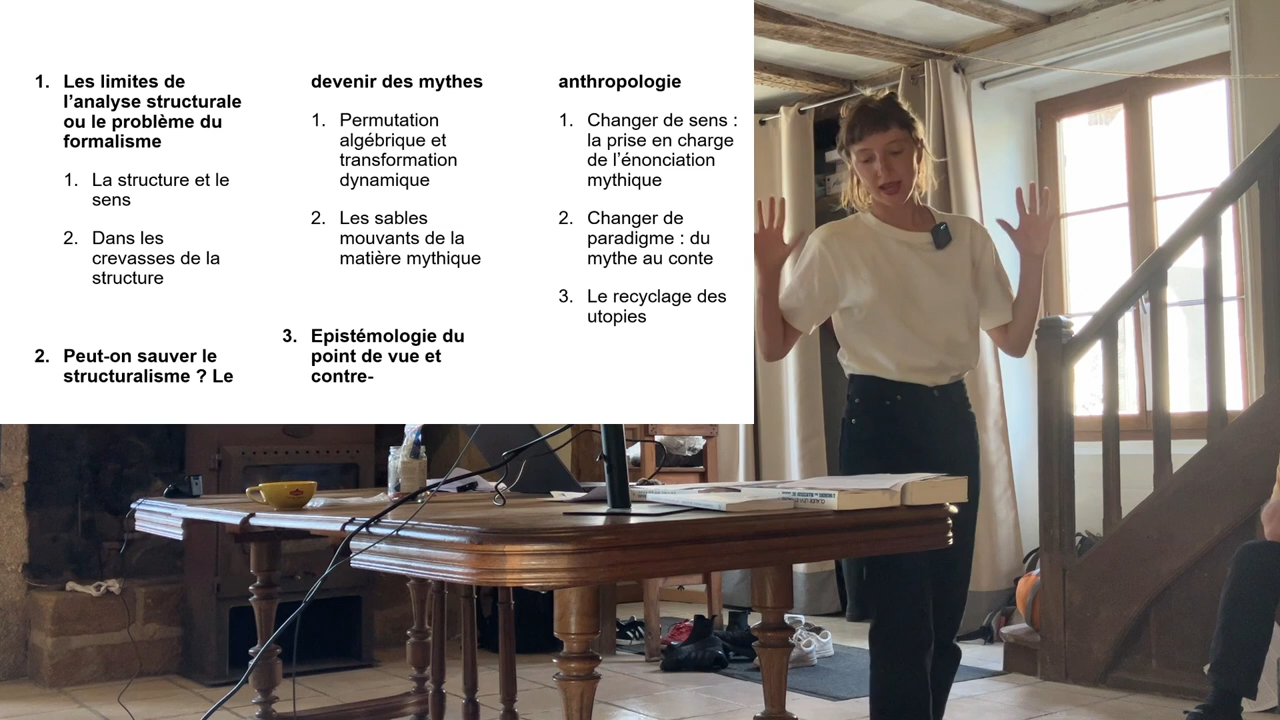 1. Les limites de
l’analyse structurale
ou le problème du
formalisme
1. La structure et le
sens
2. Dans les
crevasses de la
structure
2. Peut-on sauver le
structuralisme ? Le
devenir des mythes
1. Permutation
algébrique et
transformation
dynamique
2. Les sables
mouvants de la
matière mythique
3. Epistémologie du
point de vue et
contre-
anthropologie
1. Changer de sens :
la prise en charge
de l’énonciation
mythique
2. Changer de
paradigme : du
mythe au conte
3. Le recyclage des
utopies